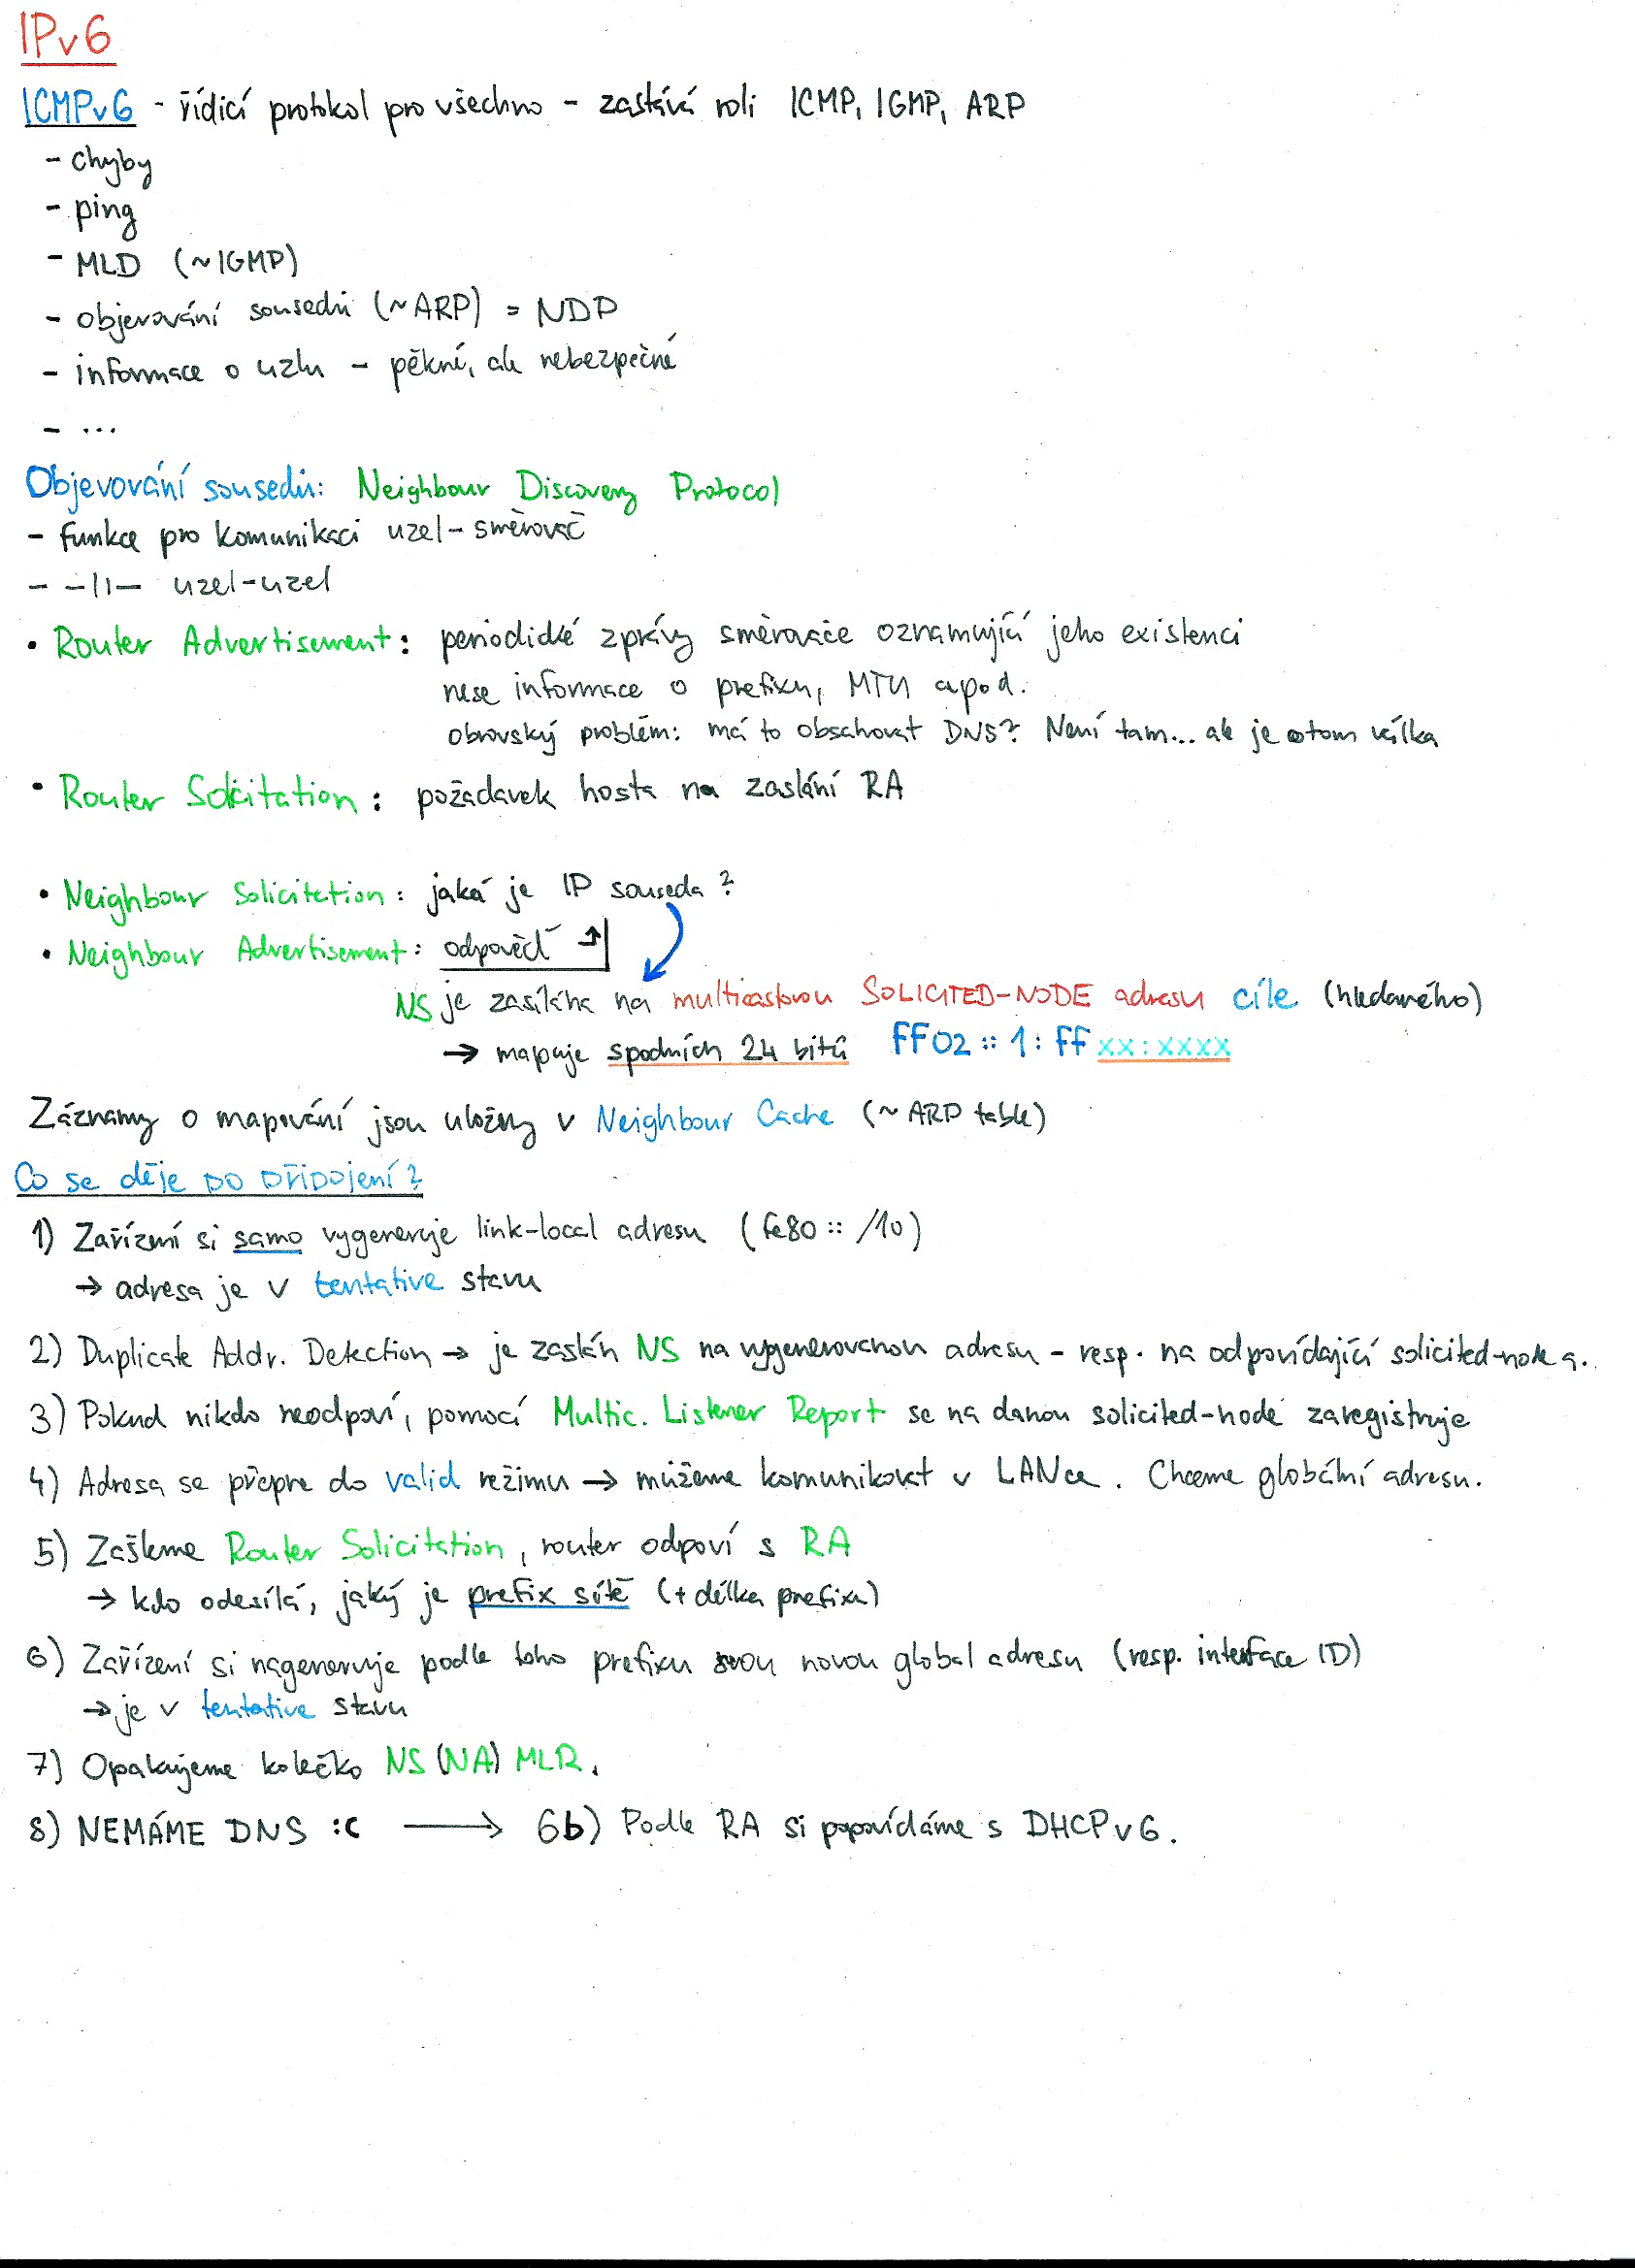 IPv6
ICMPv6 - řídicí protokol pro všechno - zastává roli ICMP, IGMP, ARP
- chyby
- ping
- MLD (~IGMP)
- objevování sousedů (~ARP) = NDP
- informace o uzlu - pěkné, ale nebezpečné
- ...
Objevování sousedů: Neighbour Discovery Protocol
- funkce pro komunikaci uzel-směrovač
- -||- uzel-uzel
• Router Advertisement: periodické zprávy směrovače oznamující jeho existenci
nese informace o prefixu, MTU apod.
obrovský problém: má to obsahovat DNS? Není tam... ale je o tom válka
• Router Solicitation: požadavek hosta na zaslání RA
• Neighbour Solicitation: jaká je IP souseda?
• Neighbour Advertisement: odpověď
NS je zasílána na multicastovou SOLICITED-NODE adresu cíle (hledaného)
→ mapuje spodních 24 bitů FF02::1:FFxx:xxxx
Záznamy o mapování jsou uloženy v Neighbour Cache (~ARP table)
Co se děje po připojení?
1) Zařízení si samo vygeneruje link-local adresu (fe80::/10)
→ adresa je v tentative stavu
2) Duplicate Addr. Detection → je zaslán NS na vygenerovanou adresu - resp. na odpovídající solicited-node a.
3) Pokud nikdo neodpoví, pomocí Multic. Listener Report se na danou solicited-node zaregistruje
4) Adresa se přepne do valid režimu → můžeme komunikovat v LANce. Chceme globální adresu.
5) Zašleme Router Solicitation, router odpoví s RA
→ kdo odesílá, jaký je prefix sítě (+ délka prefixu)
6) Zařízení si nageneruje podle toho prefixu svou novou global adresu (resp. interface ID)
→ je v tentative stavu
7) Opakujeme kolečko NS (NA) MLR.
8) NEMÁME DNS :c → 6b) Podle RA si popovídáme s DHCPv6.